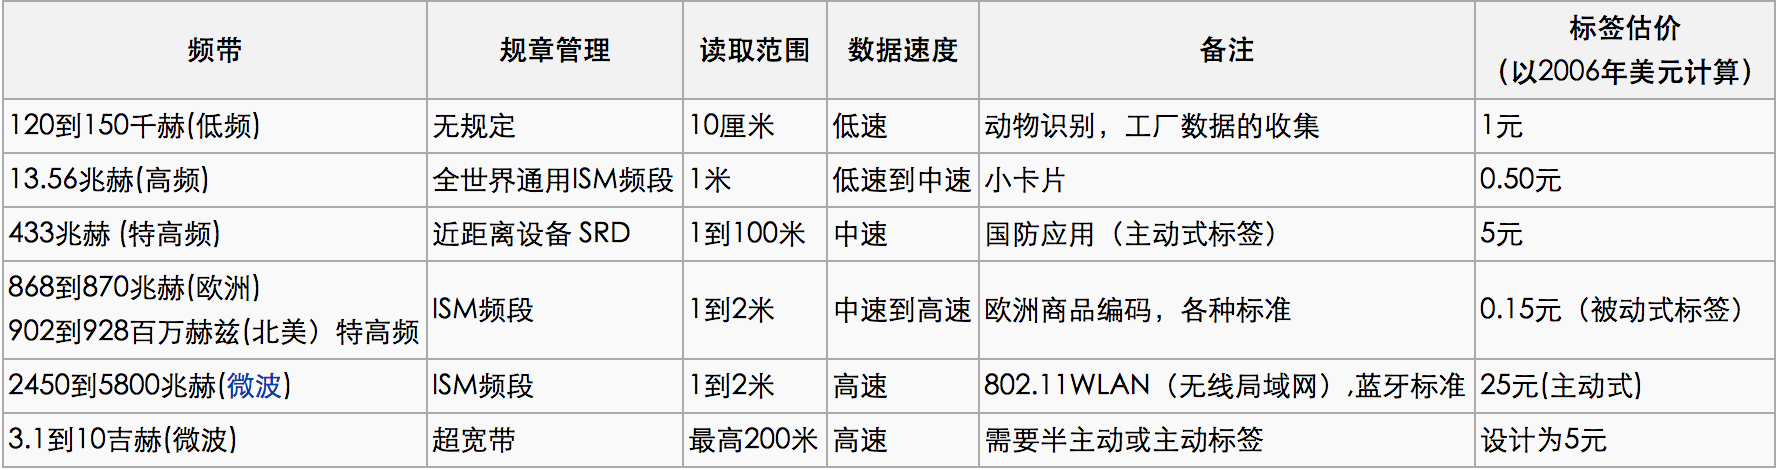 频带 规章管理 读取范围 数据速度 备注 标签估价
（以2006年美元计算）
120到150千赫(低频) 无规定 10厘米 低速 动物识别，工厂数据的收集 1元
13.56兆赫(高频) 全世界通用ISM频段 1米 低速到中速 小卡片 0.50元
433兆赫 (特高频) 近距离设备 SRD 1到100米 中速 国防应用（主动式标签） 5元
868到870兆赫(欧洲)
902到928百万赫兹(北美）特高频 ISM频段 1到2米 中速到高速 欧洲商品编码，各种标准 0.15元（被动式标签）
2450到5800兆赫(微波) ISM频段 1到2米 高速 802.11WLAN（无线局域网）,蓝牙标准 25元(主动式)
3.1到10吉赫(微波) 超宽带 最高200米 高速 需要半主动或主动标签 设计为5元